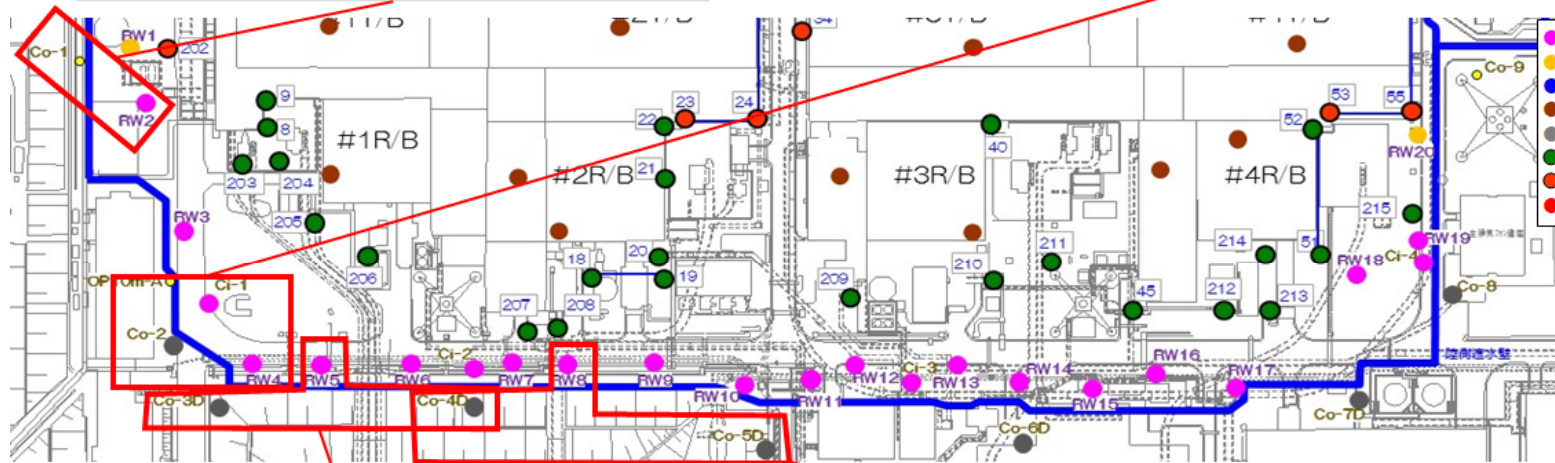 #1T/B
#2T/B
34
#3T/B
#4T/B
Co-1
RW1
202
RW2
9
8
203
204
#1R/B
205
206
22
23
24
21
#2R/B
18
20
19
207
208
40
#3R/B
209
210
211
45
53
55
52
RW20
Co-9
#4R/B
215
214
51
212
213
RW19
Ci-4
RW18
Co-8
RW3
OP10m-A
Ci-1
Co-2
RW4
RW5
RW6
Ci-2
RW7
RW8
RW9
RW10
RW11
RW12
Ci-3
RW13
RW14
RW15
RW16
RW17
陸側遮水壁
Co-3D
Co-4D
Co-5D
Co-6D
Co-7D